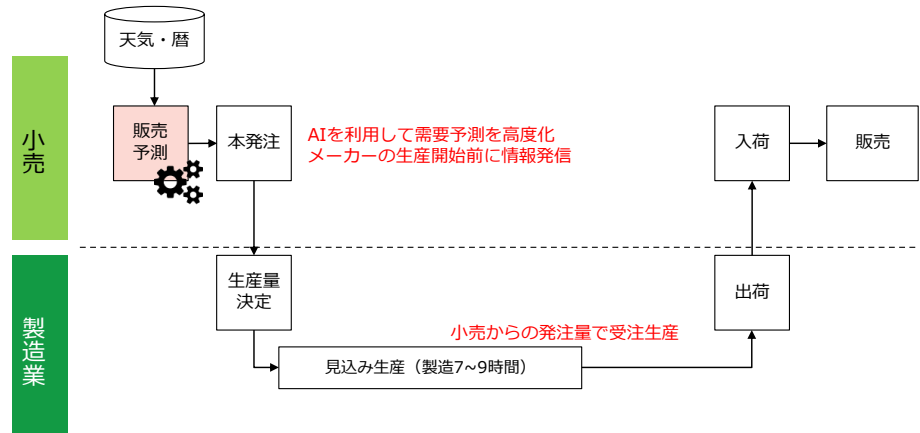 天気・暦
小売
販売
予測
本発注
AIを利用して需要予測を高度化
メーカーの生産開始前に情報発信
入荷
販売
製造業
生産量
決定
出荷
小売からの発注量で受注生産
見込み生産（製造7~9時間）